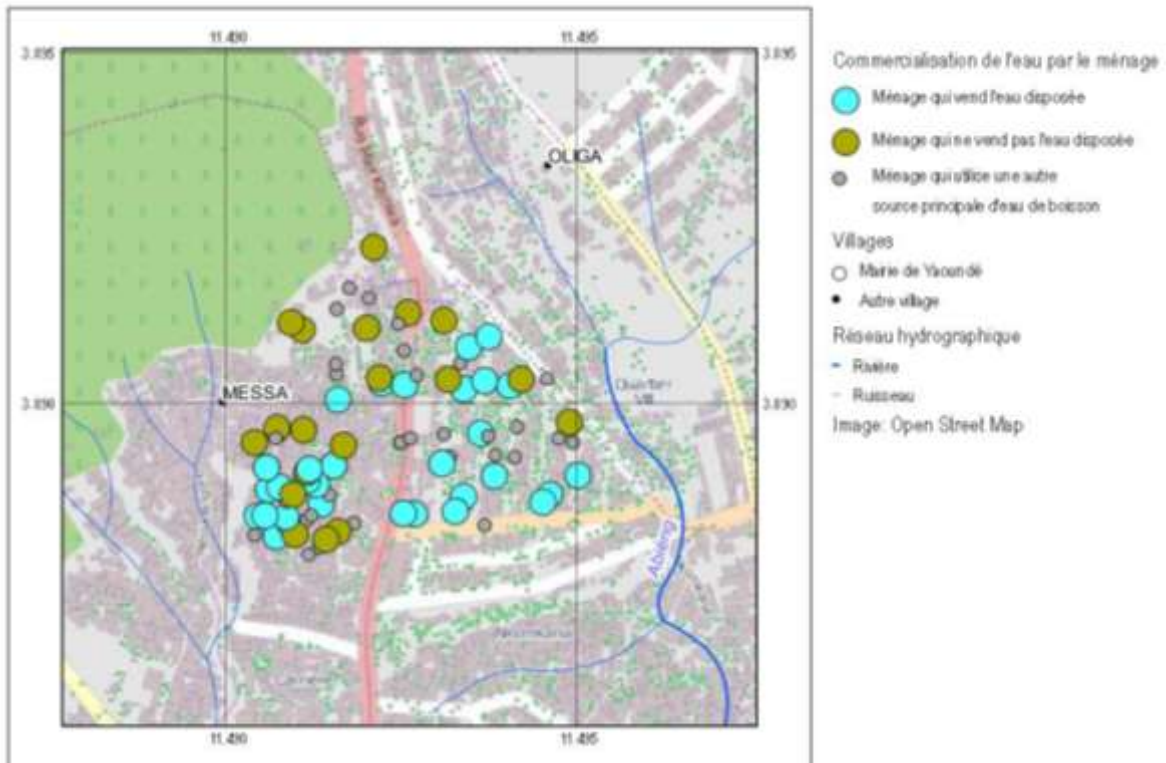 11.490 11.495
3.895 3.895
OLIGA
MESSA
3.890 3.890
Abiéng
11.490 11.495
Commercialisation de l'eau par le ménage
Ménage qui vend l'eau disposée
Ménage qui ne vend pas l'eau disposée
Ménage qui utilise une autre
source principale d'eau de boisson
Villages
Mairie de Yaoundé
Autre village
Réseau hydrographique
Rivière
Ruisseau
Image: Open Street Map